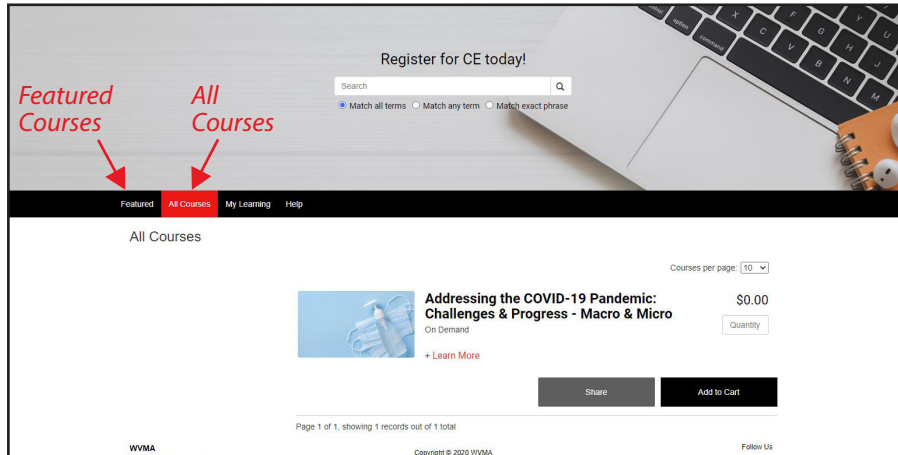 Register for CE today!
Search
Match all terms Match any term Match exact phrase
Featured
Courses
All
Courses
Featured All Courses My Learning Help
All Courses
Courses per page: 10
Addressing the COVID-19 Pandemic:
Challenges & Progress - Macro & Micro
On Demand
+ Learn More
$0.00
Quantity
Share Add to Cart
Page 1 of 1, showing 1 records out of 1 total
WVMA Copyright © 2020 WVMA Follow Us
option
command
X
C
V
B
N
M
F
G
H
J
Y
U